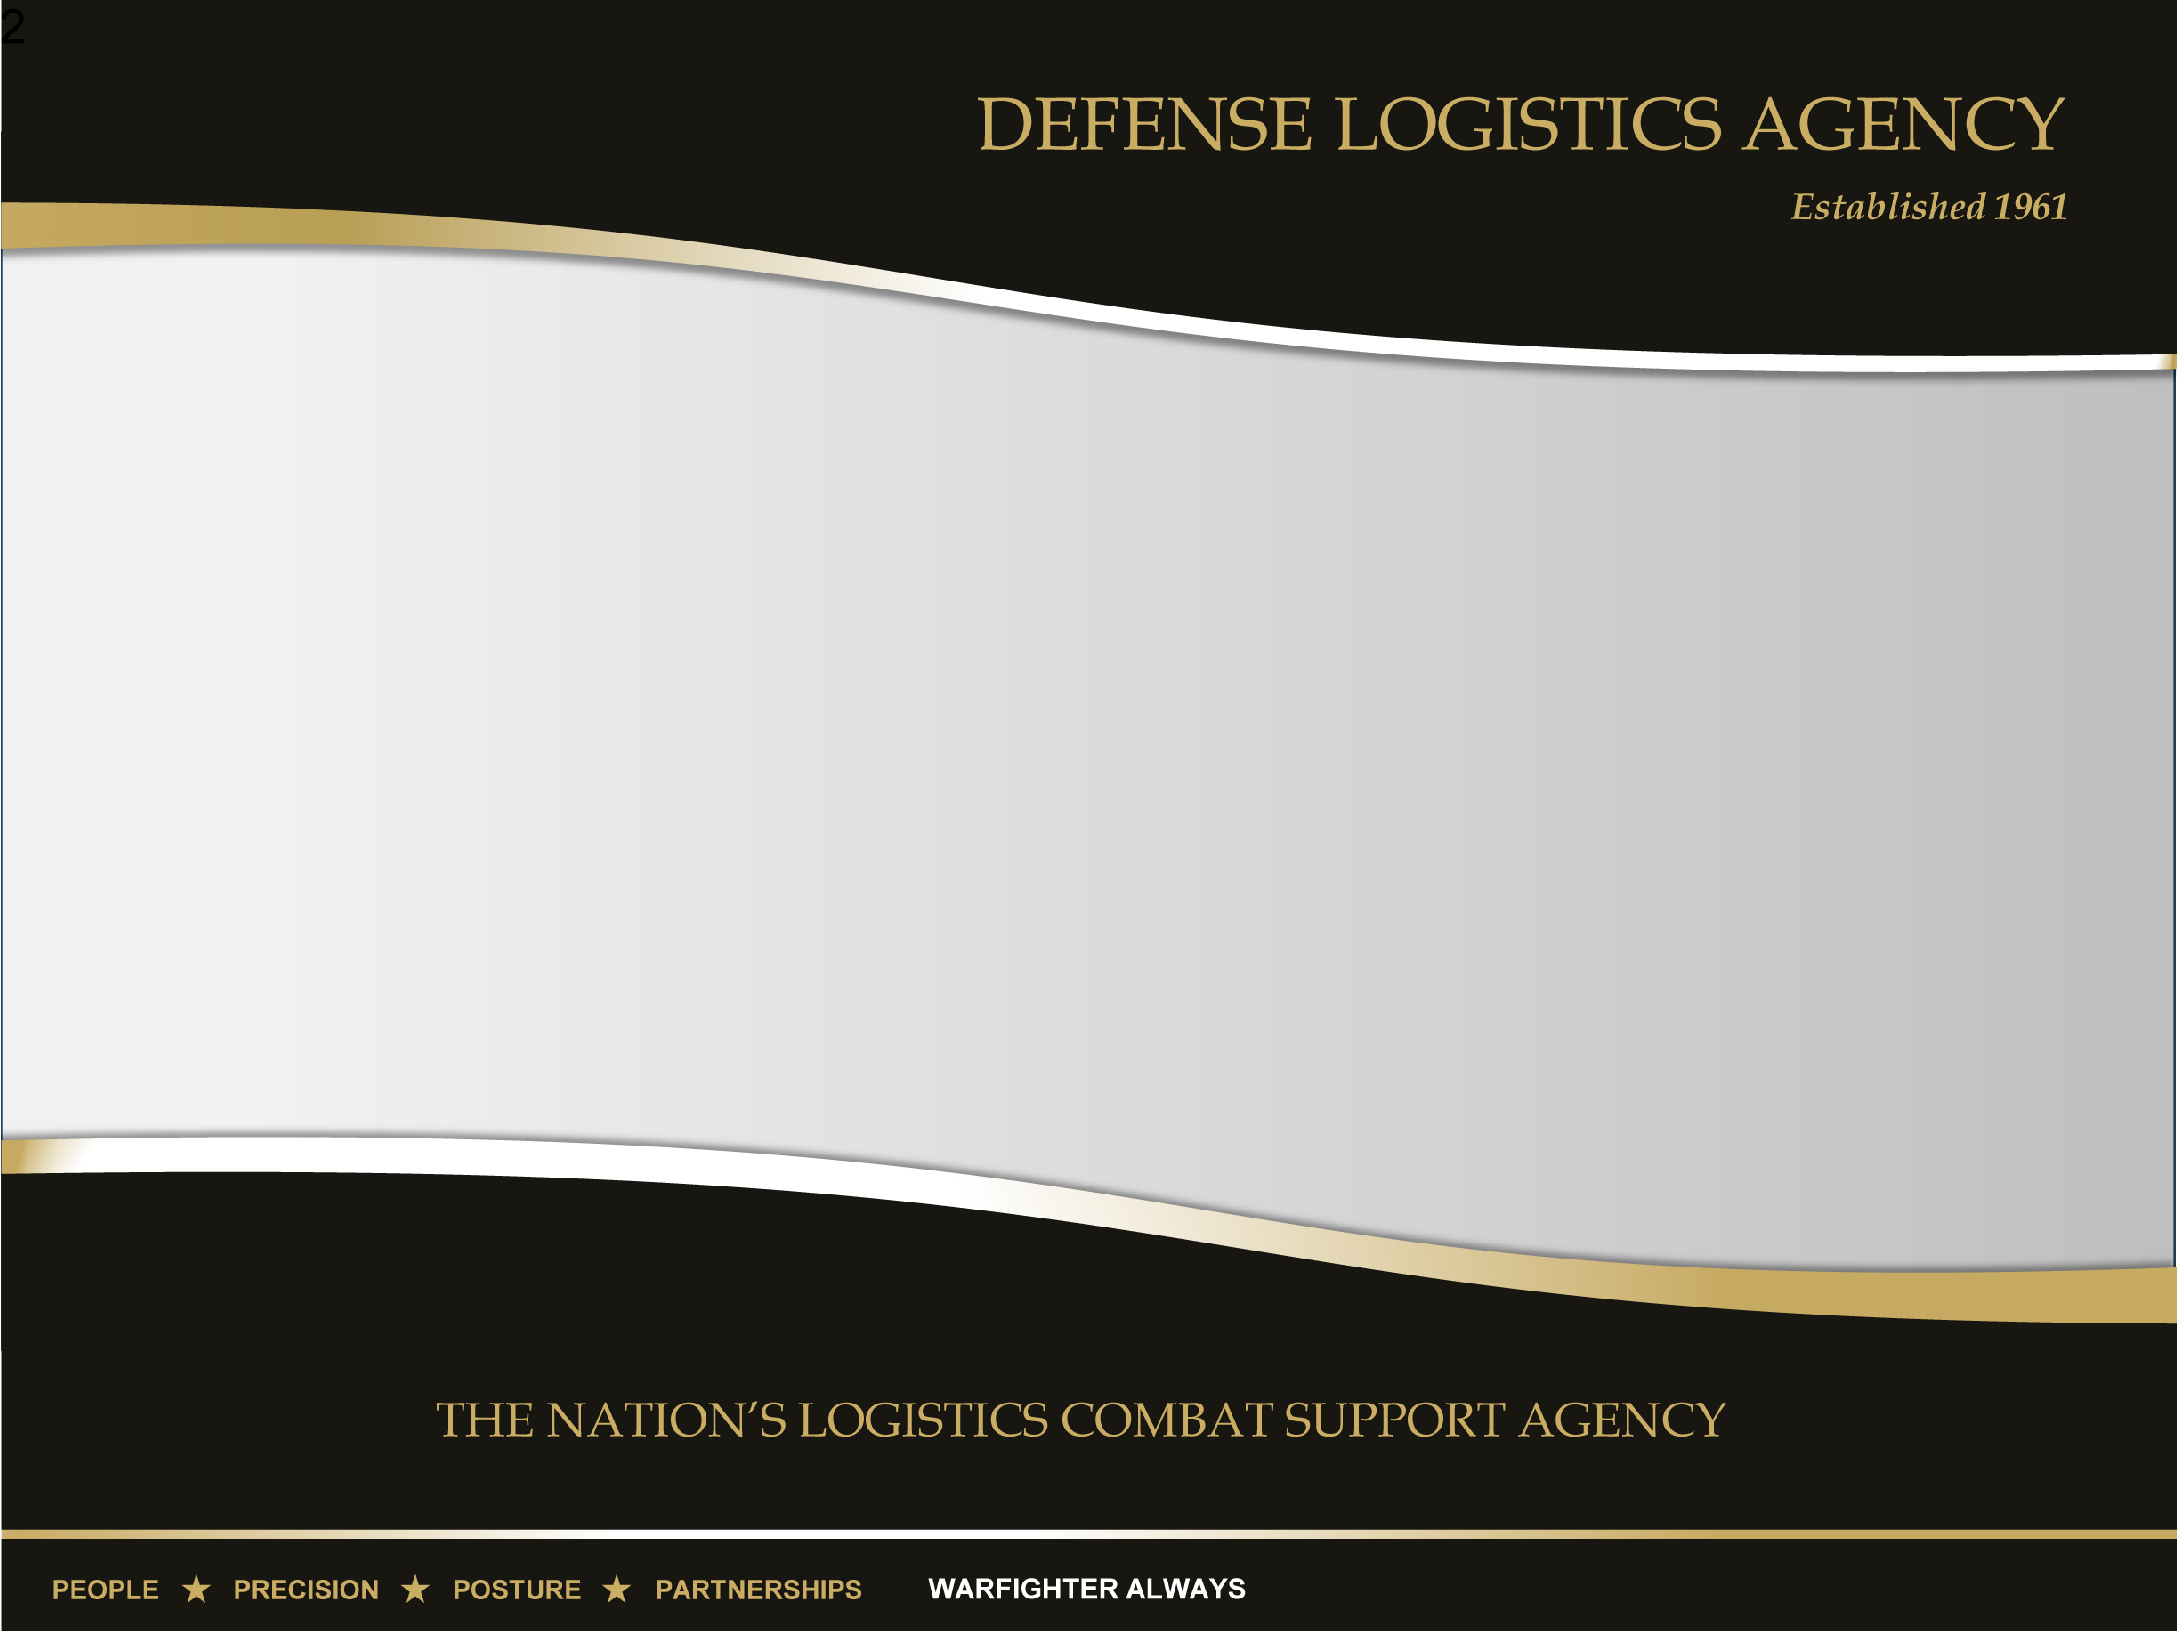 2
DEFENSE LOGISTICS AGENCY
Established 1961
THE NATION’S LOGISTICS COMBAT SUPPORT AGENCY
PEOPLE ★ PRECISION ★ POSTURE ★ PARTNERSHIPS WARFIGHTER ALWAYS